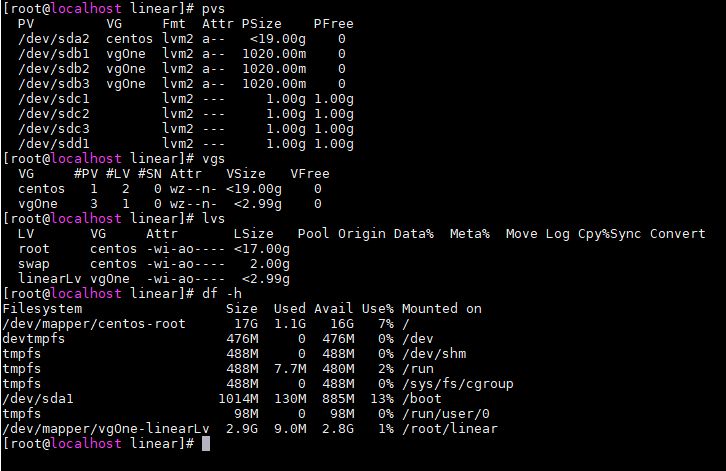 [root@localhost linear]# pvs
  PV         VG     Fmt  Attr PSize    PFree
  /dev/sda2  centos lvm2 a--   <19.00g    0
  /dev/sdb1  vgOne  lvm2 a--  1020.00m    0
  /dev/sdb2  vgOne  lvm2 a--  1020.00m    0
  /dev/sdb3  vgOne  lvm2 a--  1020.00m    0
  /dev/sdc1         lvm2 ---     1.00g 1.00g
  /dev/sdc2         lvm2 ---     1.00g 1.00g
  /dev/sdc3         lvm2 ---     1.00g 1.00g
  /dev/sdd1         lvm2 ---     1.00g 1.00g
[root@localhost linear]# vgs
  VG     #PV #LV #SN Attr   VSize   VFree
  centos   1   2   0 wz--n- <19.00g    0
  vgOne    3   1   0 wz--n-  <2.99g    0
[root@localhost linear]# lvs
  LV       VG     Attr       LSize   Pool Origin Data%  Meta%  Move Log Cpy%Sync Convert
  root     centos -wi-ao---- <17.00g
  swap     centos -wi-ao----   2.00g
  linearLv vgOne  -wi-ao----  <2.99g
[root@localhost linear]# df -h
Filesystem                  Size  Used Avail Use% Mounted on
/dev/mapper/centos-root      17G  1.1G   16G   7% /
devtmpfs                    476M     0  476M   0% /dev
tmpfs                       488M     0  488M   0% /dev/shm
tmpfs                       488M  7.7M  480M   2% /run
tmpfs                       488M     0  488M   0% /sys/fs/cgroup
/dev/sda1                  1014M  130M  885M  13% /boot
tmpfs                        98M     0   98M   0% /run/user/0
/dev/mapper/vgOne-linearLv  2.9G  9.0M  2.8G   1% /root/linear
[root@localhost linear]#